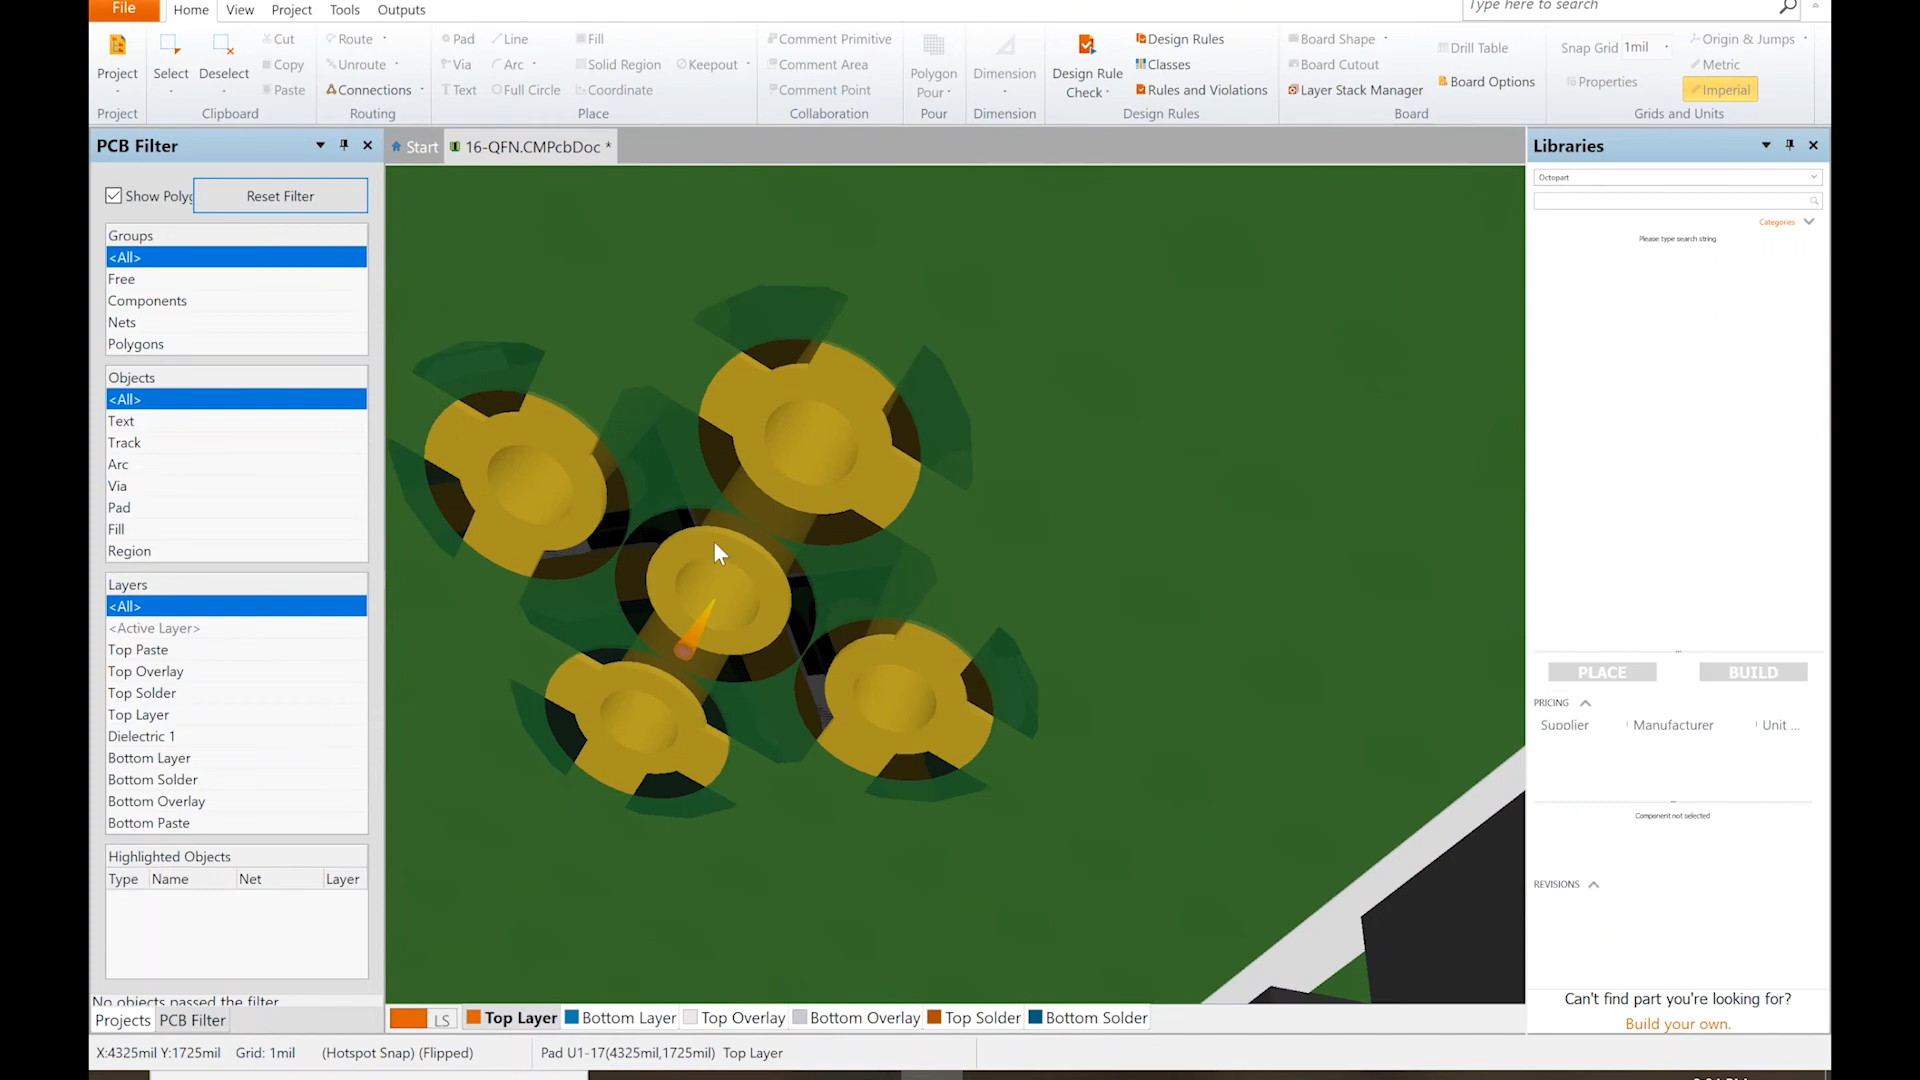 File
Home
View
Project
Tools
Outputs
Type here to search
Project
Project
Select
Deselect
Cut
Copy
Paste
Clipboard
Route
Unroute
Connections
Routing
Pad
Via
Text
Line
Arc
Full Circle
Fill
Solid Region
Coordinate
Keepout
Place
Comment Primitive
Comment Area
Comment Point
Collaboration
Polygon
Pour
Pour
Dimension
Dimension
Design Rule
Check
Design Rules
Classes
Rules and Violations
Design Rules
Board Shape
Board Cutout
Layer Stack Manager
Drill Table
Board Options
Board
Snap Grid 1mil
Properties
Origin & Jumps
Metric
Imperial
Grids and Units
PCB Filter
Show Poly
Reset Filter
Groups
<All>
Free
Components
Nets
Polygons
Objects
<All>
Text
Track
Arc
Via
Pad
Fill
Region
Layers
<All>
<Active Layer>
Top Paste
Top Overlay
Top Solder
Top Layer
Dielectric 1
Bottom Layer
Bottom Solder
Bottom Overlay
Bottom Paste
Highlighted Objects
Type Name Net Layer
No objects passed the filter
Projects PCB Filter
Start
16-QFN.CMPcbDoc *
LS
Top Layer
Bottom Layer
Top Overlay
Bottom Overlay
Top Solder
Bottom Solder
X:4325mil Y:1725mil Grid: 1mil (Hotspot Snap) (Flipped) Pad U1-17(4325mil,1725mil) Top Layer
Libraries
Octopart
Categories
Please type search string
PLACE
BUILD
PRICING
Supplier Manufacturer Unit ...
Component not selected
REVISIONS
Can't find part you're looking for?
Build your own.